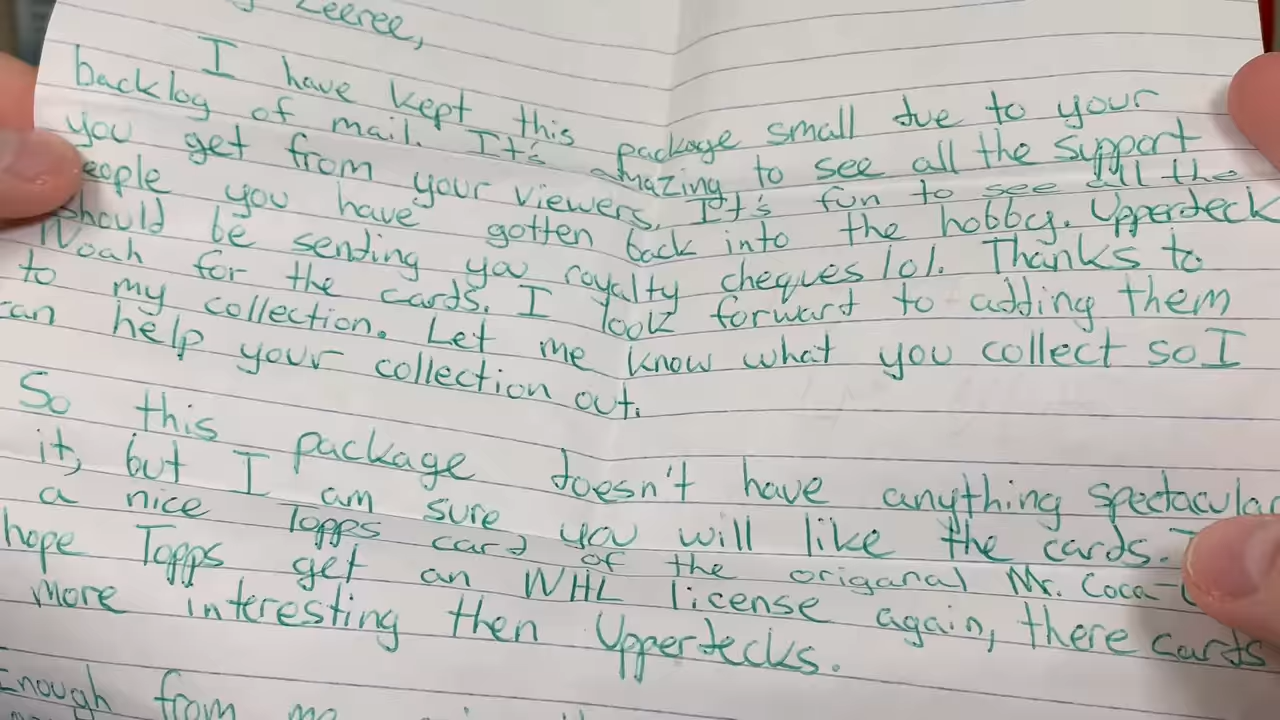 Leeree,
I have kept this package small due to your
backlog of mail. It's amazing to see all the support
you get from your viewers. It's fun to see all the
eople you have gotten back into the hobby. Upperdeck
should be sending you royalty cheques lol. Thanks to
Noah for the cards. I look forward to adding them
to my collection. Let me know what you collect so I
can help your collection out.
So this package doesn't have anything spectacular
it, but I am sure you will like the cards.
a nice Topps card of the origanal Mr. Coca-
hope Topps get an WHL license again, there cards
more interesting then Upperdecks.
Enough from me